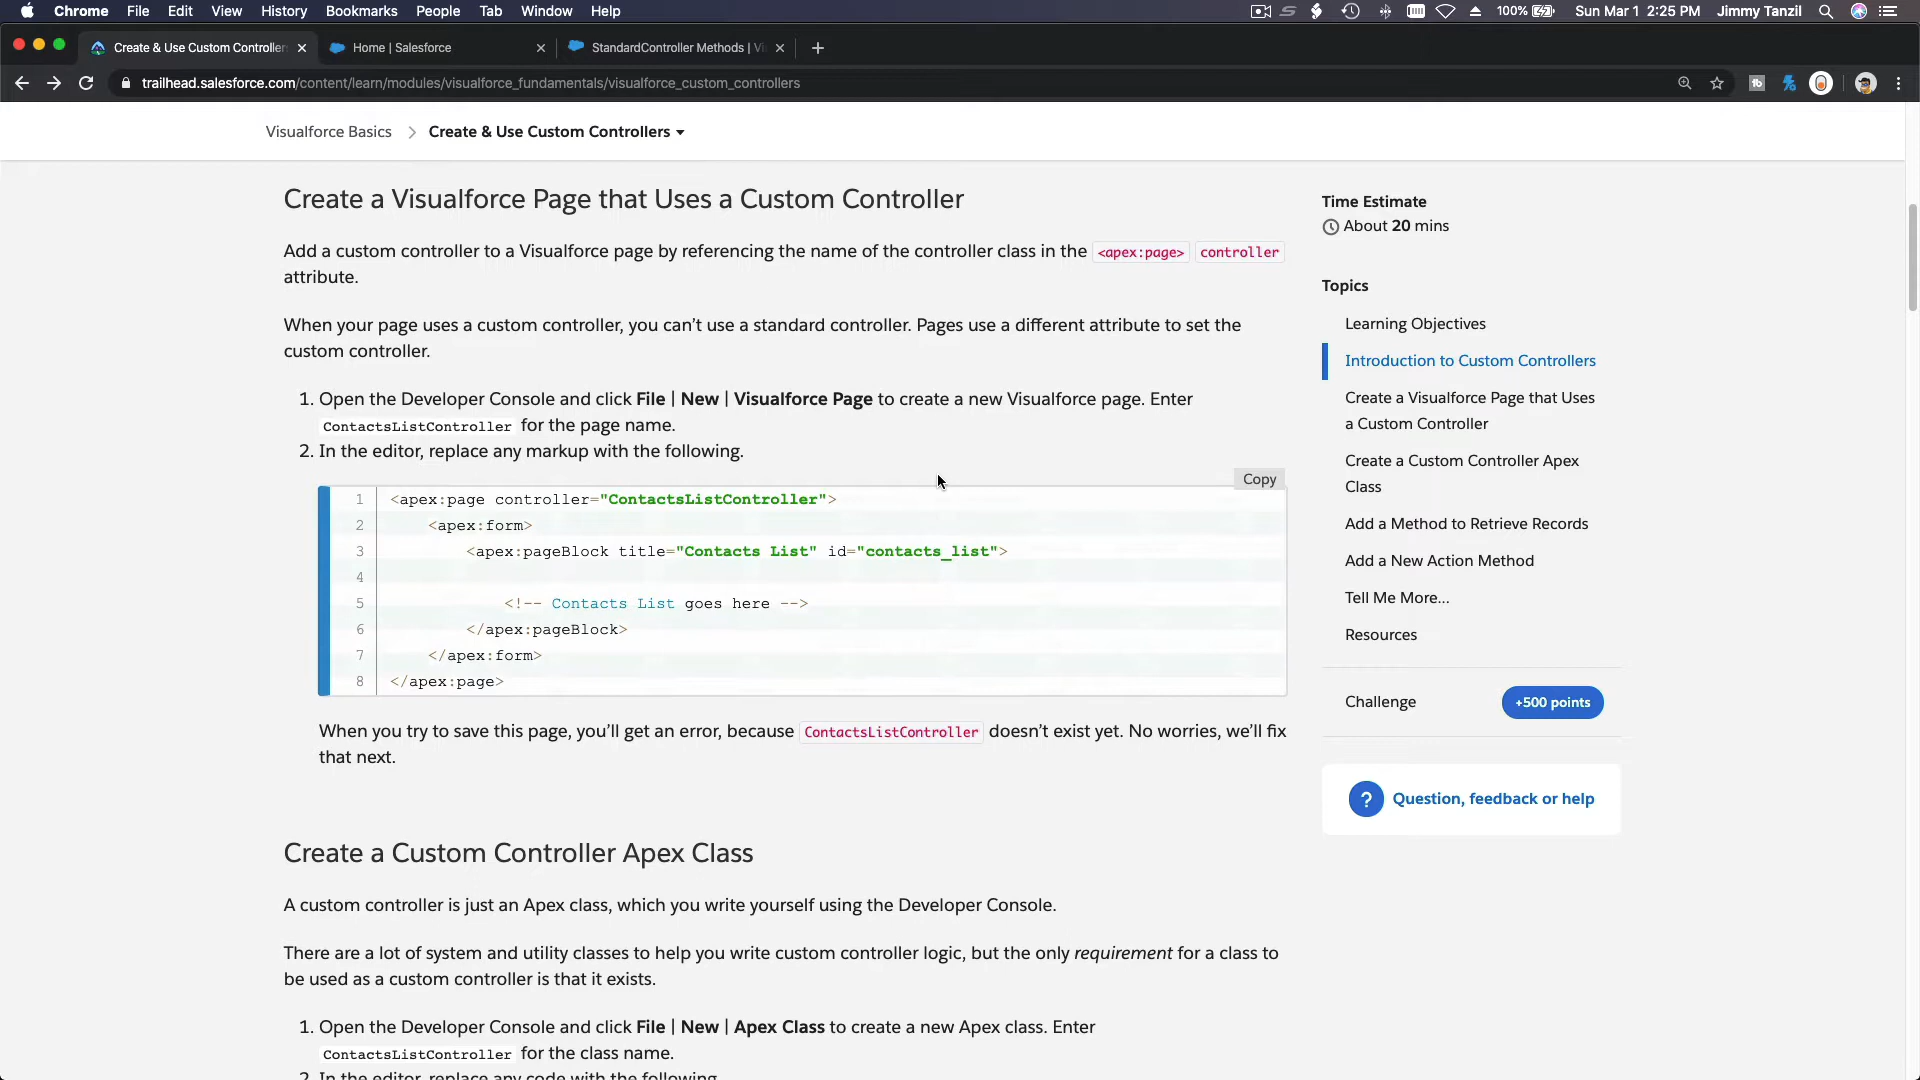 Chrome File Edit View History Bookmarks People Tab Window Help 100% Sun Mar 1 2:25 PM Jimmy Tanzil
Create & Use Custom Controller Home | Salesforce StandardController Methods | Vi
trailhead.salesforce.com/content/learn/modules/visualforce_fundamentals/visualforce_custom_controllers
Visualforce Basics > Create & Use Custom Controllers
Create a Visualforce Page that Uses a Custom Controller
Add a custom controller to a Visualforce page by referencing the name of the controller class in the <apex:page> controller
attribute.
When your page uses a custom controller, you can’t use a standard controller. Pages use a different attribute to set the
custom controller.
1. Open the Developer Console and click File | New | Visualforce Page to create a new Visualforce page. Enter
ContactsListController for the page name.
2. In the editor, replace any markup with the following.
Copy
1 <apex:page controller="ContactsListController">
2 <apex:form>
3 <apex:pageBlock title="Contacts List" id="contacts_list">
4
5 <!-- Contacts List goes here -->
6 </apex:pageBlock>
7 </apex:form>
8 </apex:page>
When you try to save this page, you’ll get an error, because ContactsListController doesn’t exist yet. No worries, we’ll fix
that next.
Create a Custom Controller Apex Class
A custom controller is just an Apex class, which you write yourself using the Developer Console.
There are a lot of system and utility classes to help you write custom controller logic, but the only requirement for a class to
be used as a custom controller is that it exists.
1. Open the Developer Console and click File | New | Apex Class to create a new Apex class. Enter
ContactsListController for the class name.
2. In the editor, replace any code with the following.
Time Estimate
About 20 mins
Topics
Learning Objectives
Introduction to Custom Controllers
Create a Visualforce Page that Uses
a Custom Controller
Create a Custom Controller Apex
Class
Add a Method to Retrieve Records
Add a New Action Method
Tell Me More...
Resources
Challenge +500 points
? Question, feedback or help